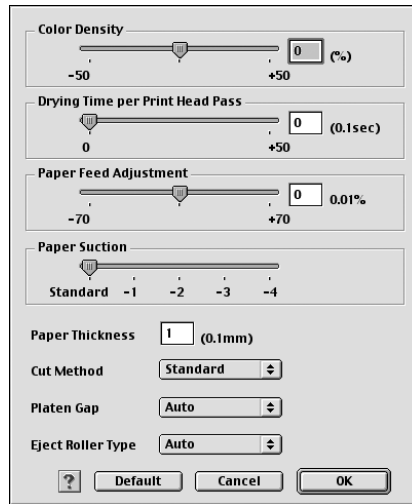 Color Density
0 (%)
-50 +50
Drying Time per Print Head Pass
0 (0.1sec)
0 +50
Paper Feed Adjustment
0 0.01%
-70 +70
Paper Suction
Standard -1 -2 -3 -4
Paper Thickness 1 (0.1mm)
Cut Method Standard
Platen Gap Auto
Eject Roller Type Auto
? Default Cancel OK